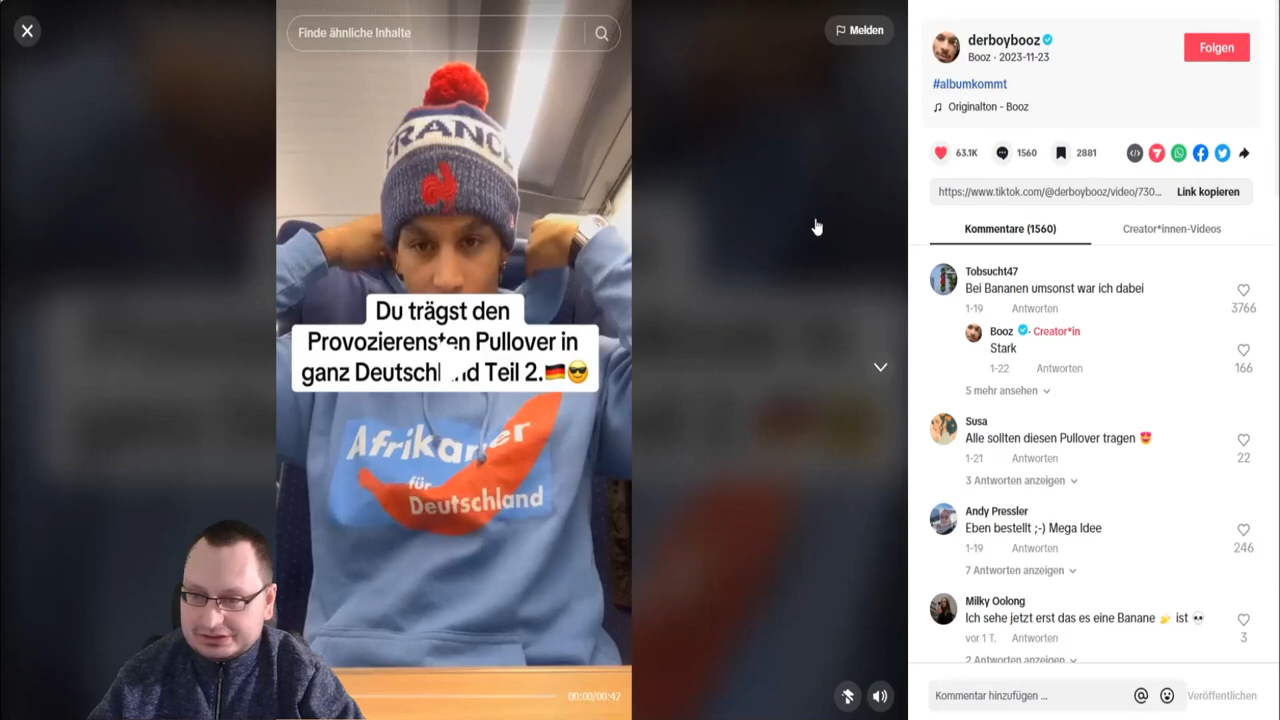 Finde ähnliche Inhalte
Melden
FRANC
Du trägst den
Provozierensten Pullover in
ganz Deutschl..nd Teil 2.🇩🇪😎
Afrikaner
für
Deutschland
00:00/00:42
derboybooz
Booz · 2023-11-23
Folgen
#albumkommt
♫ Originalton - Booz
63.1K
1560
2881
https://www.tiktok.com/@derboybooz/video/730...
Link kopieren
Kommentare (1560)
Creator*innen-Videos
Tobsucht47
Bei Bananen umsonst war ich dabei
1-19 Antworten
3766
Booz · Creator*in
Stark
1-22 Antworten
166
5 mehr ansehen
Susa
Alle sollten diesen Pullover tragen 😍
1-21 Antworten
22
3 Antworten anzeigen
Andy Pressler
Eben bestellt ;-) Mega Idee
1-19 Antworten
246
7 Antworten anzeigen
Milky Oolong
Ich sehe jetzt erst das es eine Banane 🍌 ist 💀
vor 1 T. Antworten
3
2 Antworten anzeigen
Kommentar hinzufügen ...
Veröffentlichen